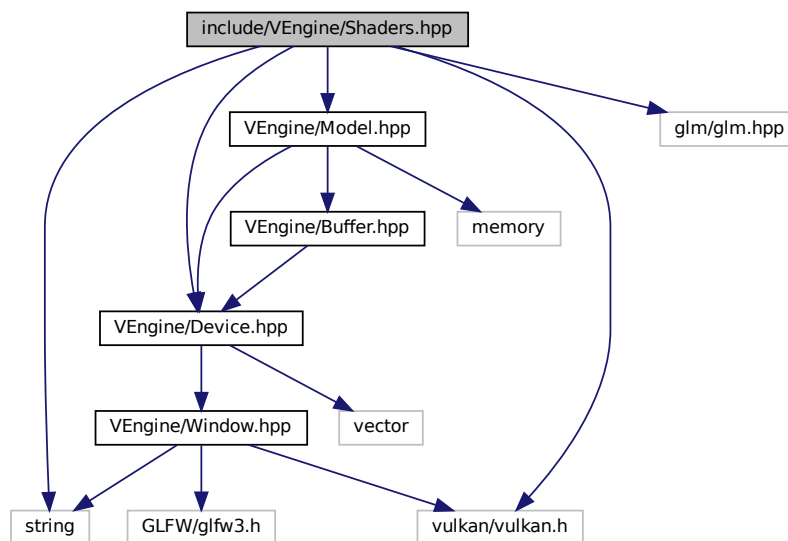 include/VEngine/Shaders.hpp
VEngine/Model.hpp
glm/glm.hpp
VEngine/Buffer.hpp
memory
VEngine/Device.hpp
VEngine/Window.hpp
vector
string
GLFW/glfw3.h
vulkan/vulkan.h